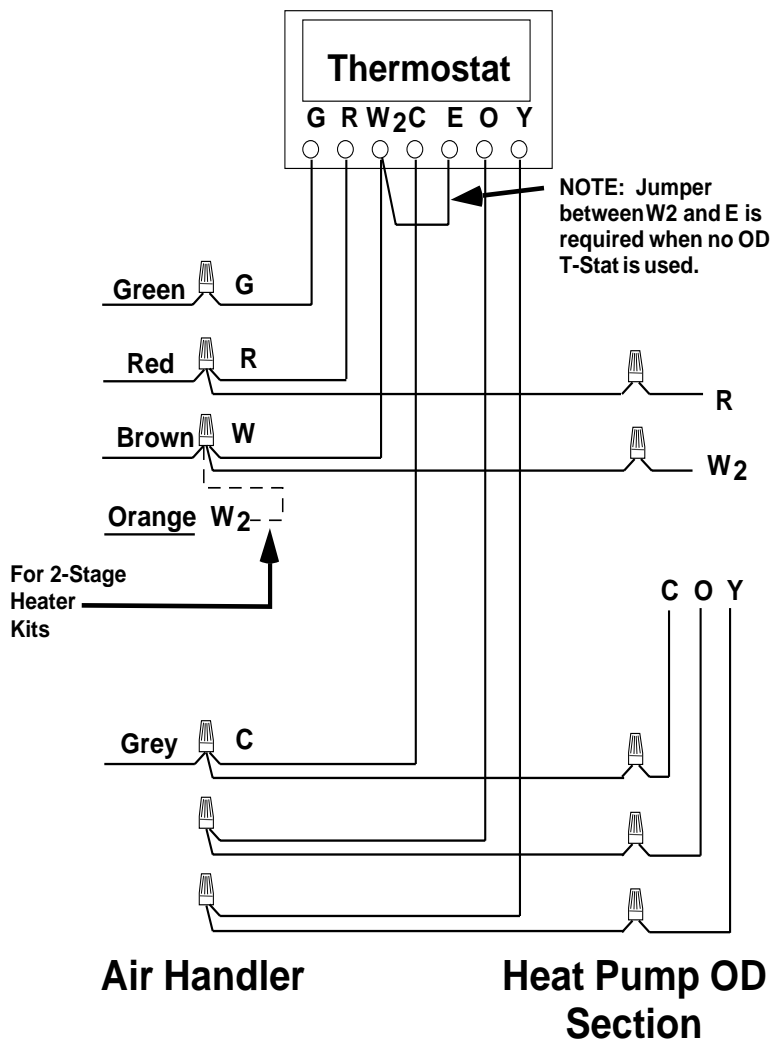 Thermostat
G R W2 C E O Y
NOTE: Jumper
between W2 and E is
required when no OD
T-Stat is used.
Green G
Red R
R
Brown W
W2
Orange W2
For 2-Stage
Heater
Kits
C O Y
Grey C
Air Handler
Heat Pump OD
Section